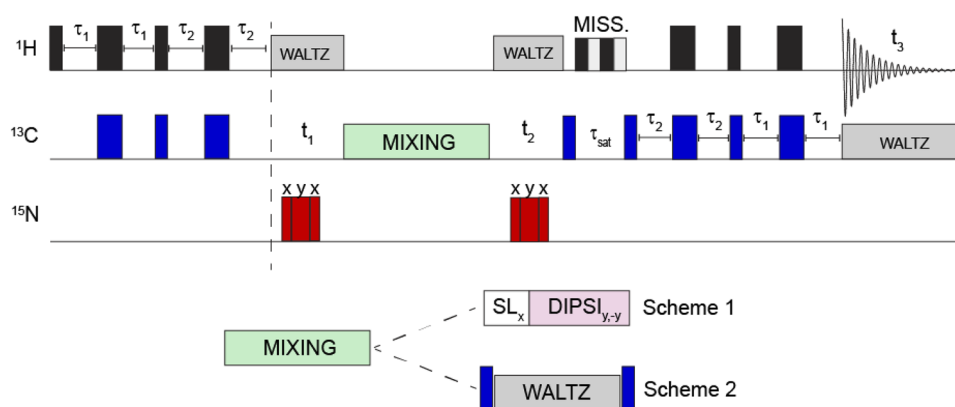 ¹H τ₁ τ₁ τ₂ τ₂ WALTZ WALTZ MISS. t₃
¹³C t₁ MIXING t₂ τsat τ₂ τ₂ τ₁ τ₁ WALTZ
¹⁵N x y x x y x
SLₓ DIPSIy,-y Scheme 1
MIXING
WALTZ Scheme 2